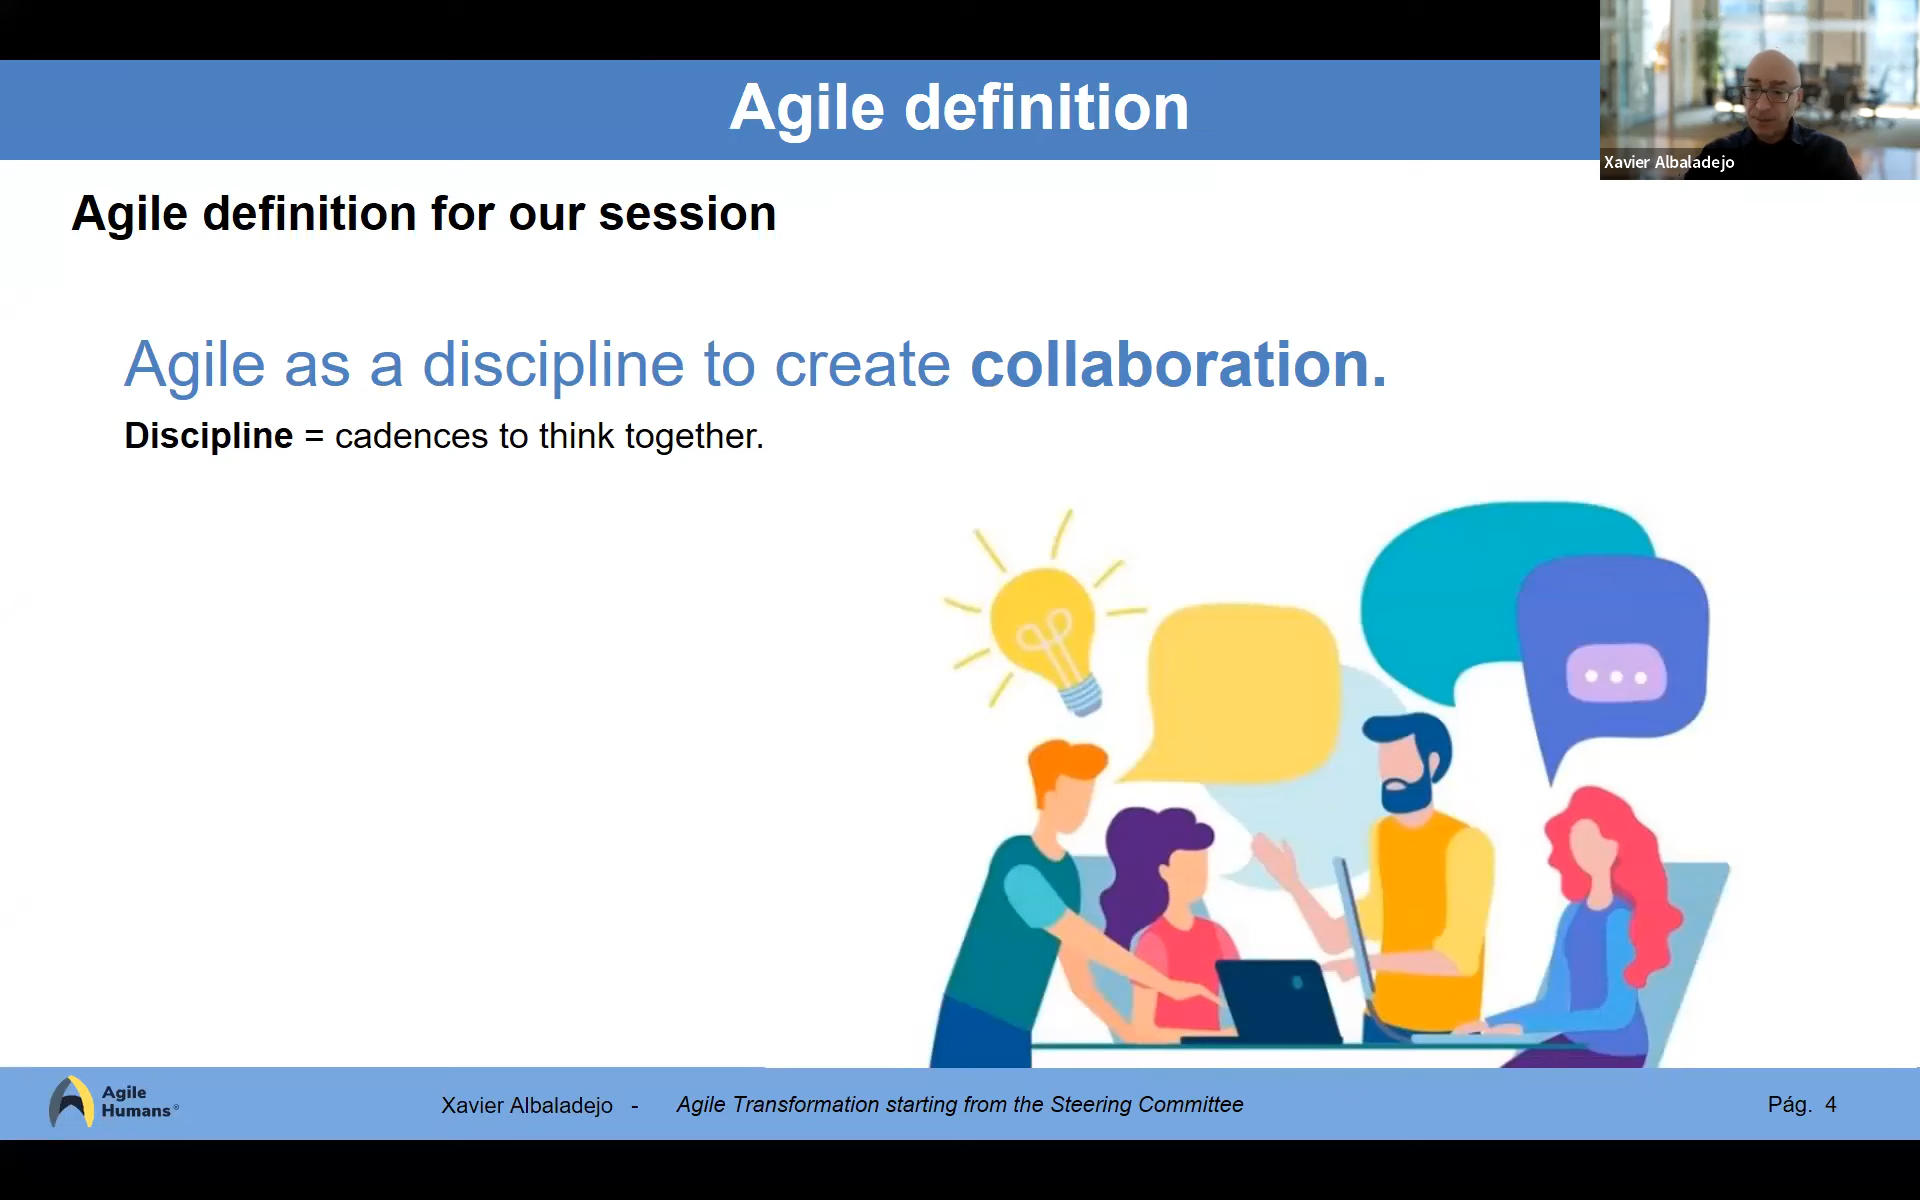 Agile definition
Xavier Albaladejo
Agile definition for our session
Agile as a discipline to create collaboration.
Discipline = cadences to think together.
Agile
Humans®
Xavier Albaladejo - Agile Transformation starting from the Steering Committee
Pág. 4